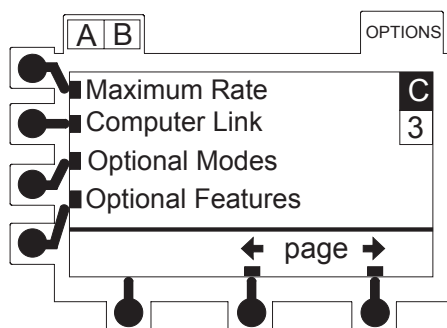 A B
OPTIONS
Maximum Rate
C
Computer Link
3
Optional Modes
Optional Features
← page →